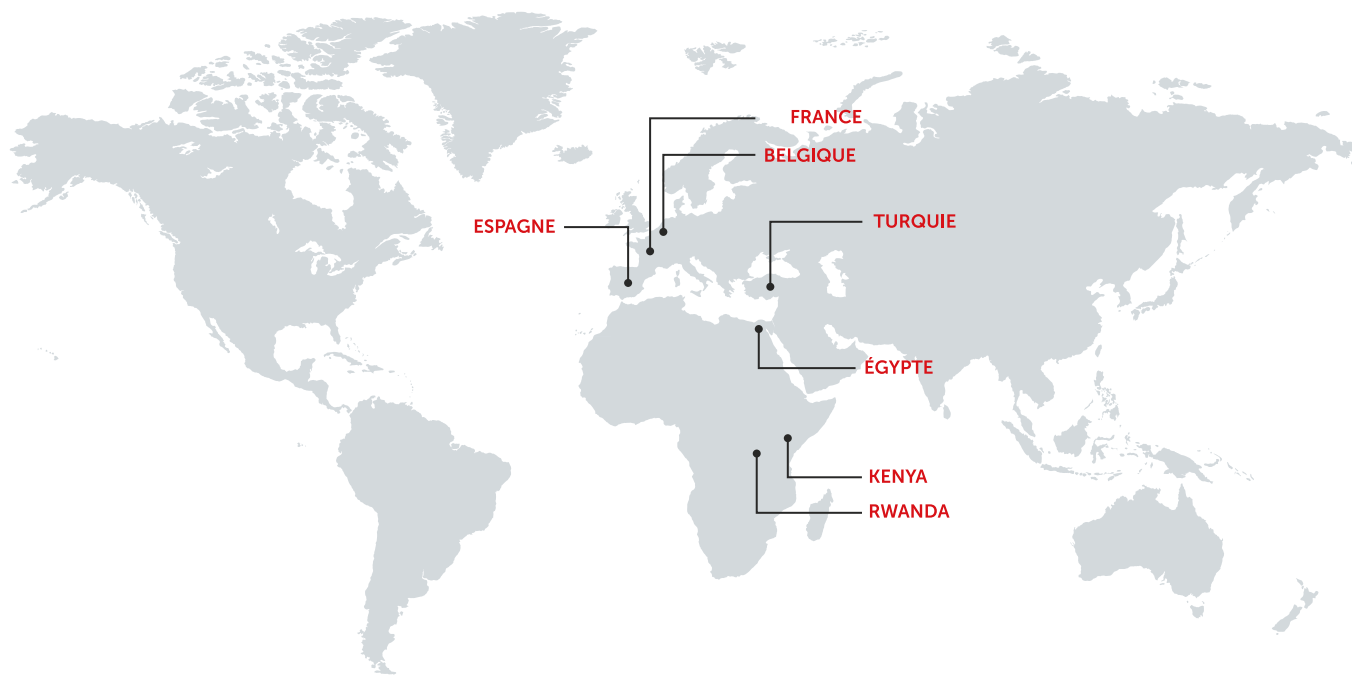 FRANCE
BELGIQUE
TURQUIE
ESPAGNE
ÉGYPTE
KENYA
RWANDA